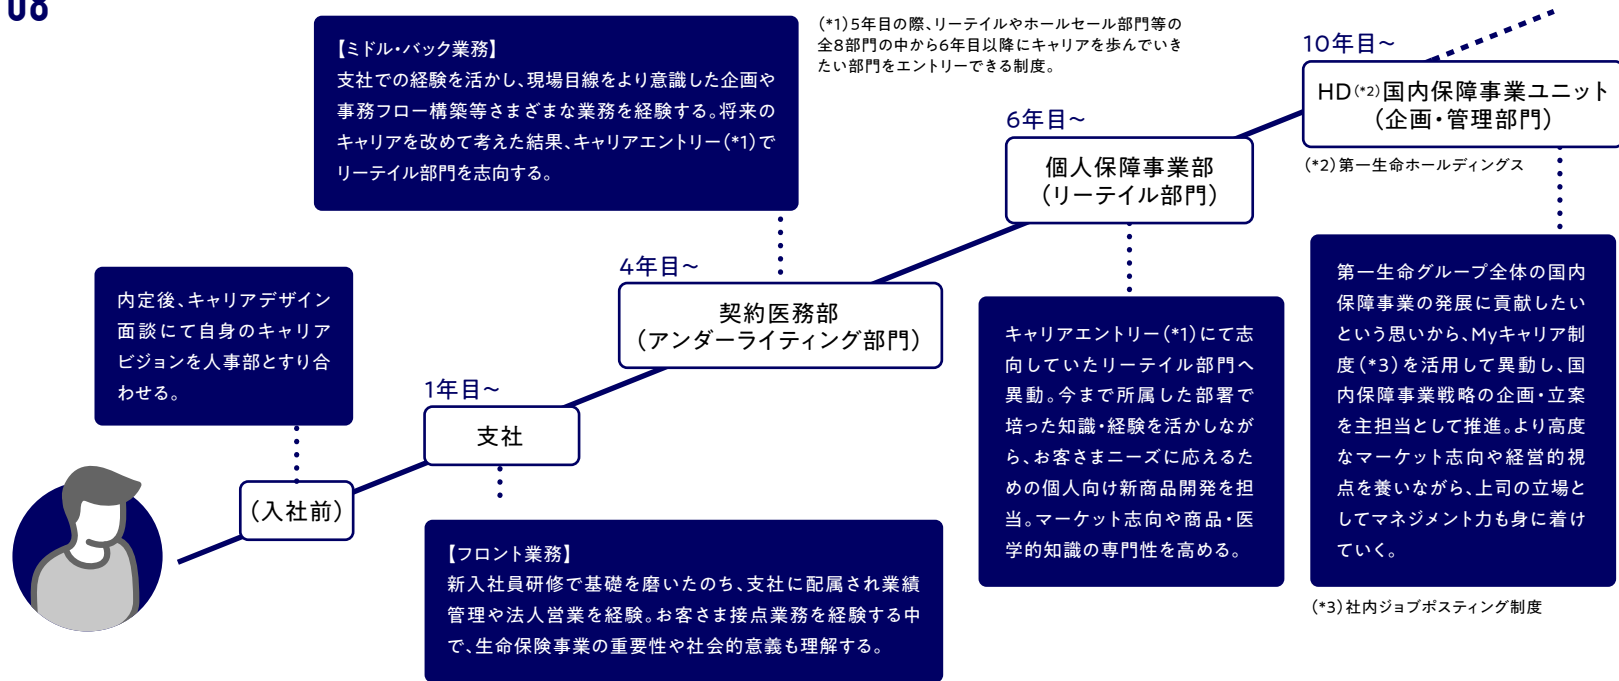 08
内定後、キャリアデザイン
面談にて自身のキャリア
ビジョンを人事部とすり合
わせる。
(入社前)
1年目~
支社
【フロント業務】
新入社員研修で基礎を磨いたのち、支社に配属され業績
管理や法人営業を経験。お客さま接点業務を経験する中
で、生命保険事業の重要性や社会的意義も理解する。
【ミドル・バック業務】
支社での経験を活かし、現場目線をより意識した企画や
事務フロー構築等さまざまな業務を経験する。将来の
キャリアを改めて考えた結果、キャリアエントリー(*1)で
リーテイル部門を志向する。
4年目~
契約医務部
(アンダーライティング部門)
(*1)5年目の際、リーテイルやホールセール部門等の
全8部門の中から6年目以降にキャリアを歩んでいき
たい部門をエントリーできる制度。
6年目~
個人保障事業部
(リーテイル部門)
キャリアエントリー(*1)にて志
向していたリーテイル部門へ
異動。今まで所属した部署で
培った知識・経験を活かしなが
ら、お客さまニーズに応えるた
めの個人向け新商品開発を担
当。マーケット志向や商品・医
学的知識の専門性を高める。
10年目~
HD(*2)国内保障事業ユニット
(企画・管理部門)
(*2)第一生命ホールディングス
第一生命グループ全体の国内
保障事業の発展に貢献したい
という思いから、Myキャリア制
度(*3)を活用して異動し、国
内保障事業戦略の企画・立案
を主担当として推進。より高度
なマーケット志向や経営的視
点を養いながら、上司の立場と
してマネジメント力も身に着け
ていく。
(*3)社内ジョブポスティング制度